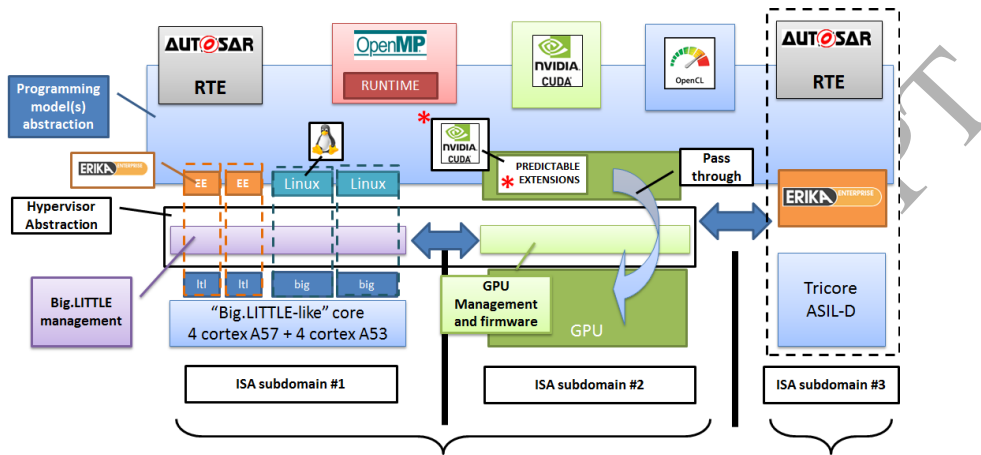 AUTOSAR
RTE
OpenMP
RUNTIME
NVIDIA
CUDA
OpenCL
AUTOSAR
RTE
Programming
model(s)
abstraction
*
NVIDIA
CUDA
PREDICTABLE
* EXTENSIONS
Pass
through
ERIKA ENTERPRISE
EE
EE
Linux
Linux
ERIKA ENTERPRISE
Hypervisor
Abstraction
Big.LITTLE
management
ltl
ltl
big
big
GPU
Management
and firmware
GPU
"Big.LITTLE-like" core
4 cortex A57 + 4 cortex A53
Tricore
ASIL-D
ISA subdomain #1
ISA subdomain #2
ISA subdomain #3
PT